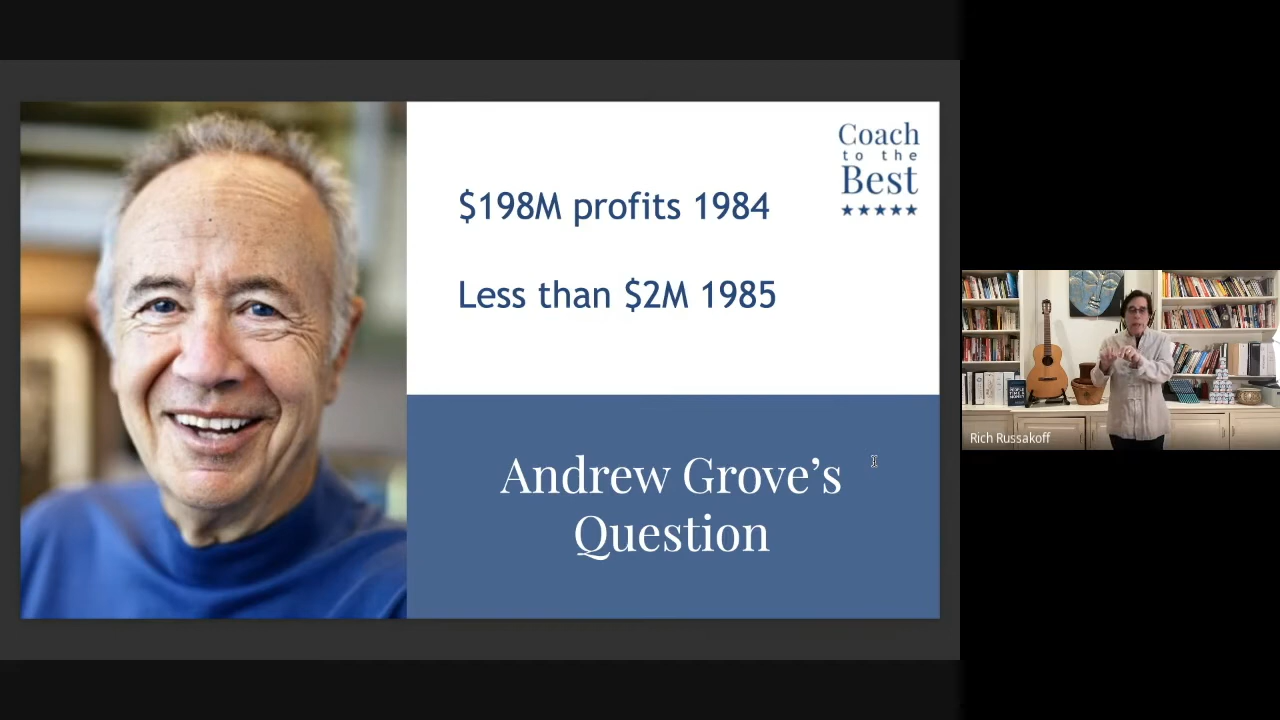 Coach
to the
Best
$198M profits 1984
Less than $2M 1985
Andrew Grove’s
Question
Rich Russakoff